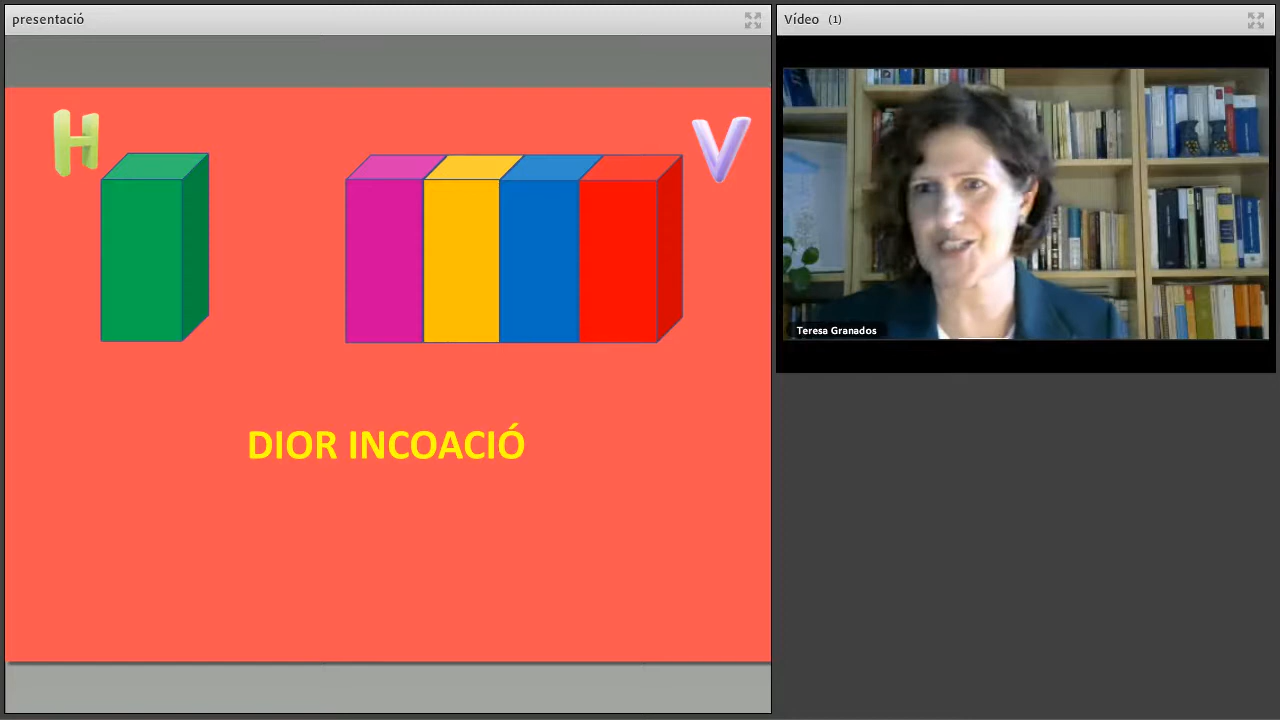 presentació
Vídeo (1)
H
V
DIOR INCOACIÓ
Teresa Granados